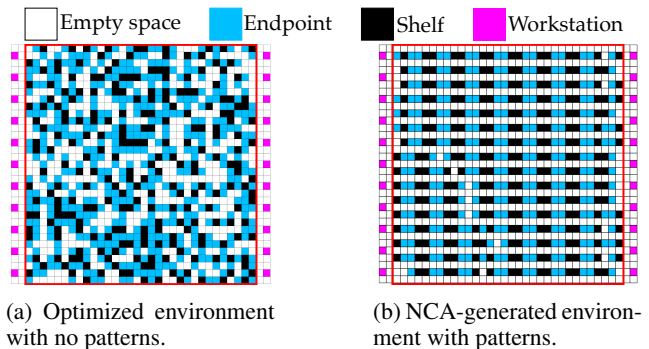 Empty space Endpoint Shelf Workstation
(a) Optimized environment
with no patterns.
(b) NCA-generated environ-
ment with patterns.